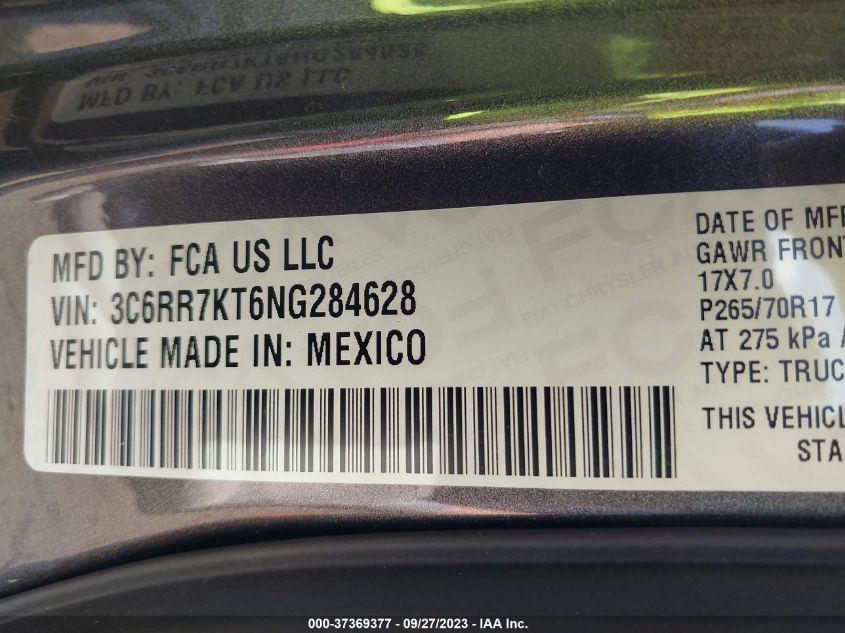 MFD BY: FCA US LLC
VIN: 3C6RR7KT6NG284628
VEHICLE MADE IN: MEXICO
DATE OF MF
GAWR FRONT
17X7.0
P265/70R17
AT 275 kPa
TYPE: TRUC
THIS VEHICL
STA
000-37369377 - 09/27/2023 - IAA Inc.